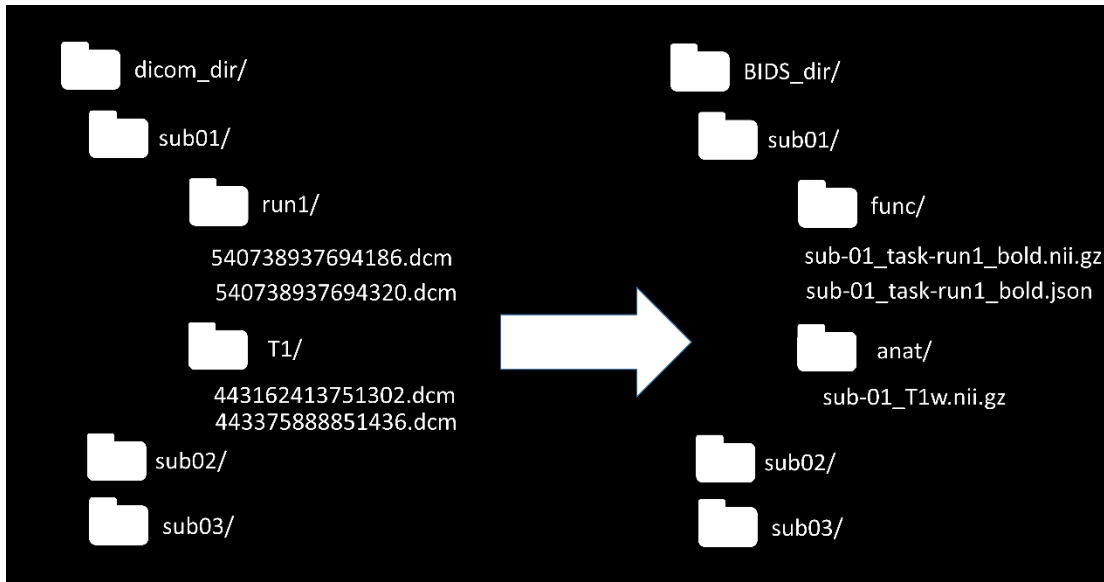 dicom_dir/
sub01/
run1/
540738937694186.dcm
540738937694320.dcm
T1/
443162413751302.dcm
443375888851436.dcm
sub02/
sub03/
BIDS_dir/
sub01/
func/
sub-01_task-run1_bold.nii.gz
sub-01_task-run1_bold.json
anat/
sub-01_T1w.nii.gz
sub02/
sub03/